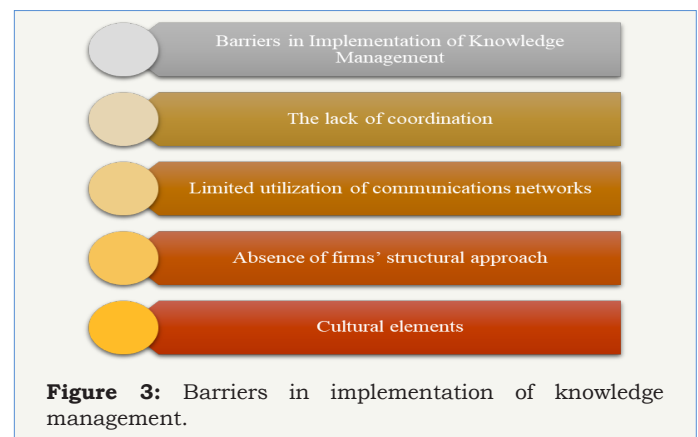 Barriers in Implementation of Knowledge
Management
The lack of coordination
Limited utilization of communications networks
Absence of firms’ structural approach
Cultural elements
Figure 3: Barriers in implementation of knowledge
management.